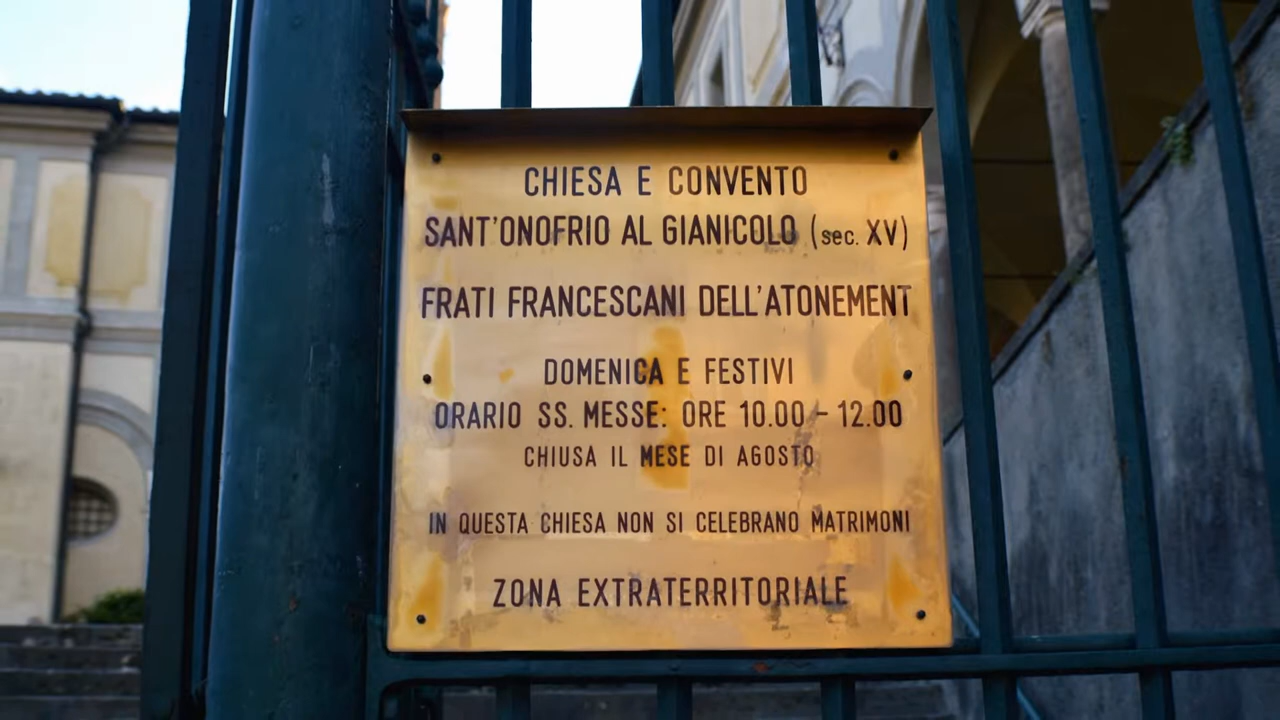 CHIESA E CONVENTO
SANT'ONOFRIO AL GIANICOLO (sec. XV)
FRATI FRANCESCANI DELL'ATONEMENT
DOMENICA E FESTIVI
ORARIO SS. MESSE: ORE 10.00 – 12.00
CHIUSA IL MESE DI AGOSTO
IN QUESTA CHIESA NON SI CELEBRANO MATRIMONI
ZONA EXTRATERRITORIALE